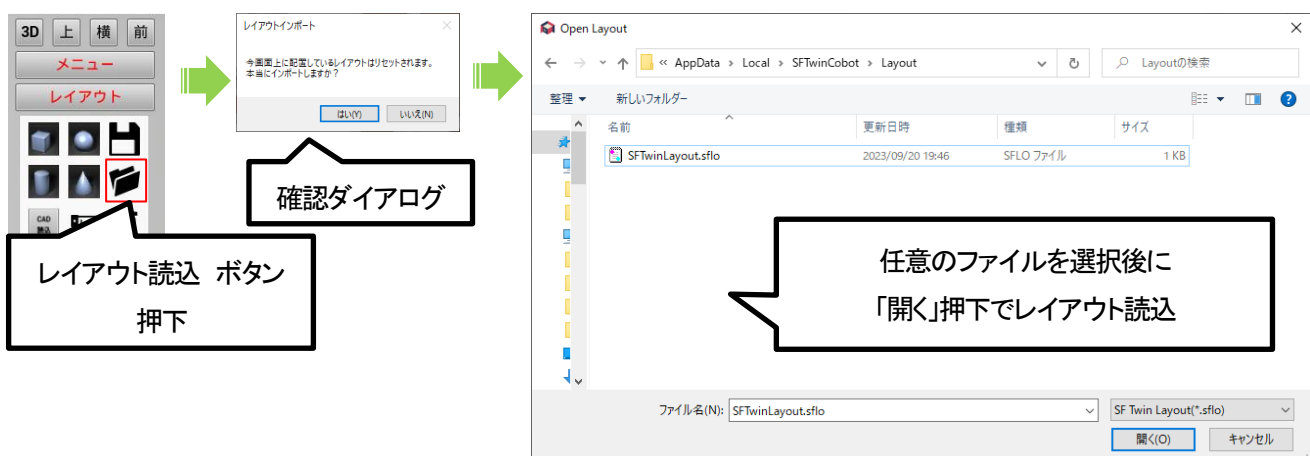 3D 上 横 前
メニュー
レイアウト
CAD
レイアウト読込 ボタン
押下
レイアウトインポート
今画面上に配置しているレイアウトはリセットされます。
本当にインポートしますか？
はい(Y) いいえ(N)
確認ダイアログ
Open Layout
« AppData › Local › SFTwinCobot › Layout
Layoutの検索
整理 新しいフォルダー
名前 更新日時 種類 サイズ
SFTwinLayout.sflo 2023/09/20 19:46 SFLO ファイル 1 KB
任意のファイルを選択後に
「開く」押下でレイアウト読込
ファイル名(N): SFTwinLayout.sflo SF Twin Layout(*.sflo)
開く(O) キャンセル